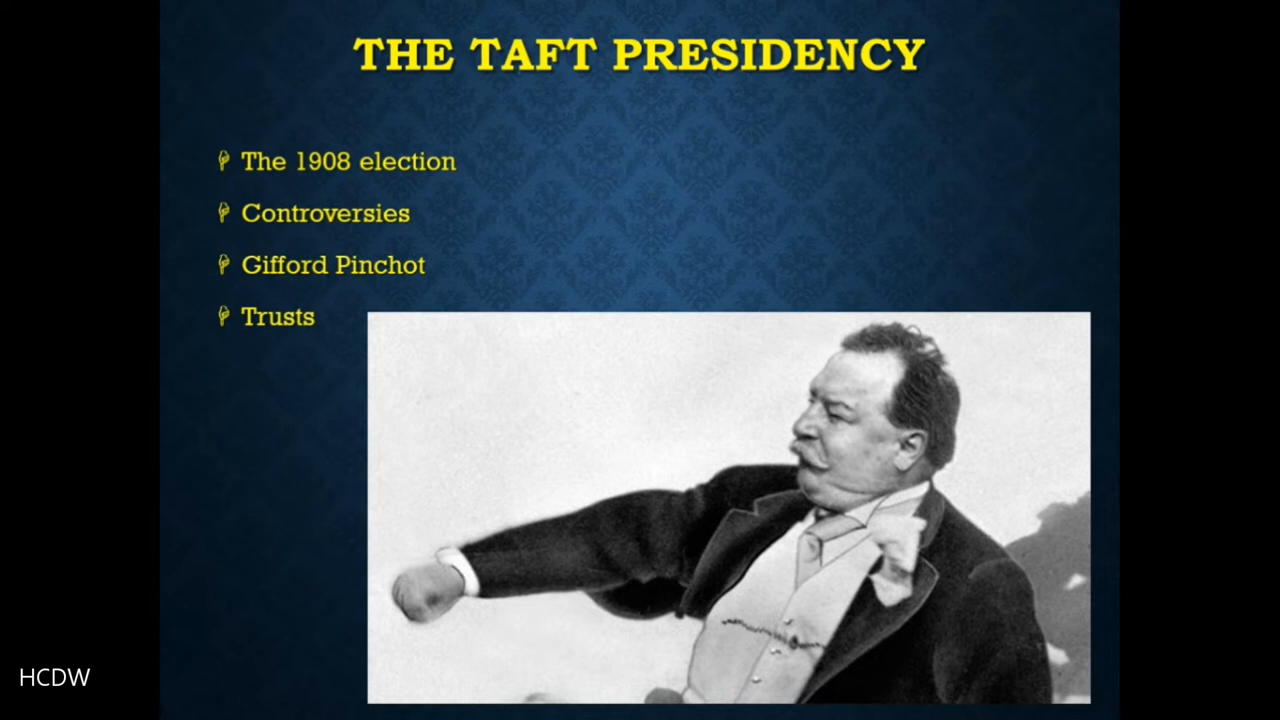 THE TAFT PRESIDENCY
The 1908 election
Controversies
Gifford Pinchot
Trusts
HCDW